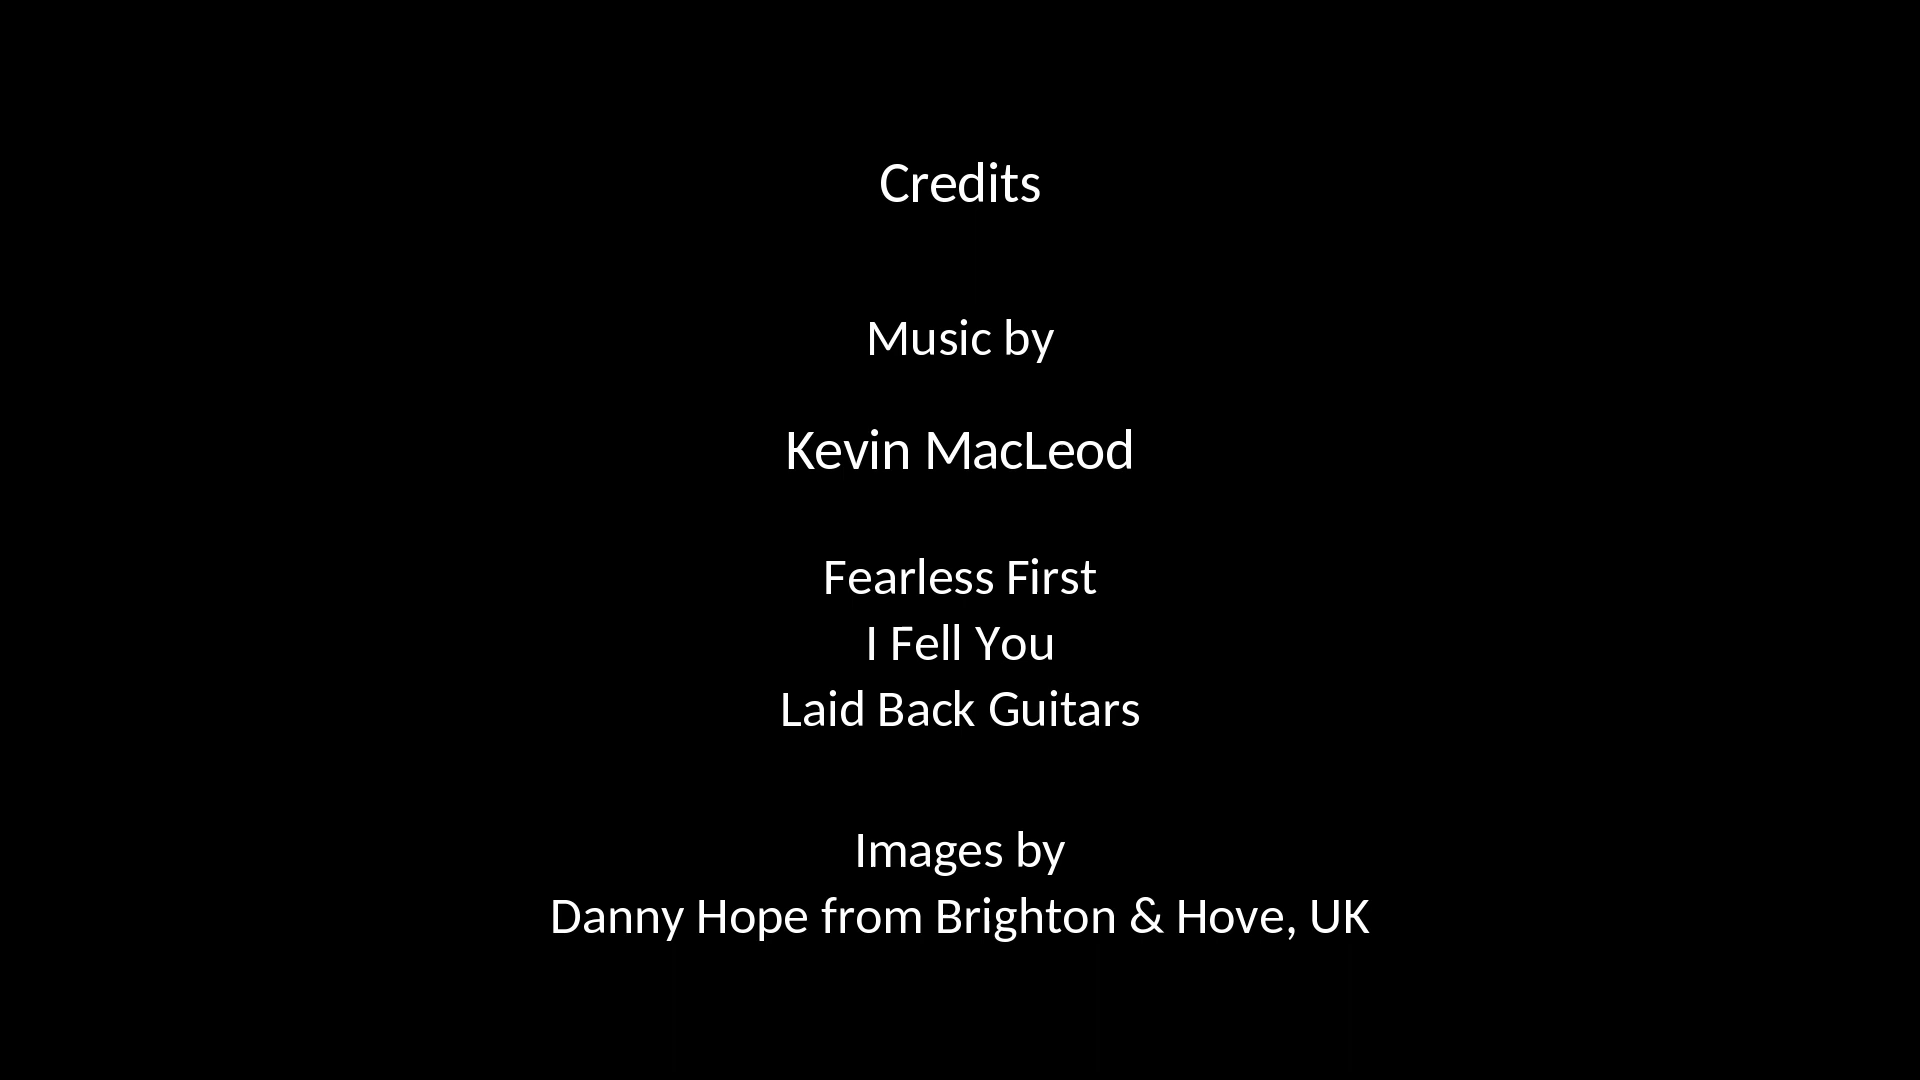 Credits
Music by
Kevin MacLeod
Fearless First
I Fell You
Laid Back Guitars
Images by
Danny Hope from Brighton & Hove, UK